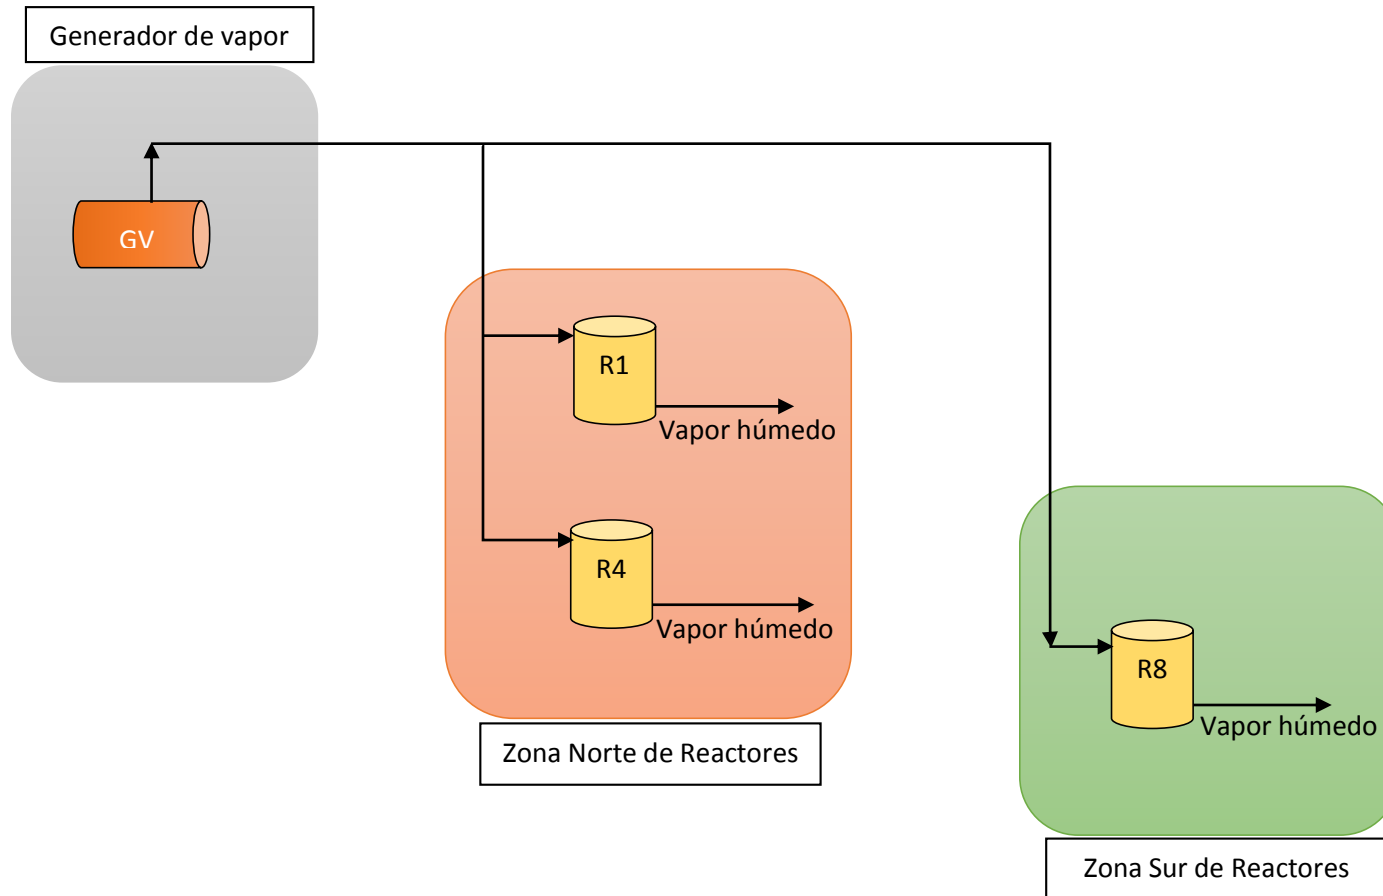 Generador de vapor
GV
R1
Vapor húmedo
R4
Vapor húmedo
Zona Norte de Reactores
R8
Vapor húmedo
Zona Sur de Reactores